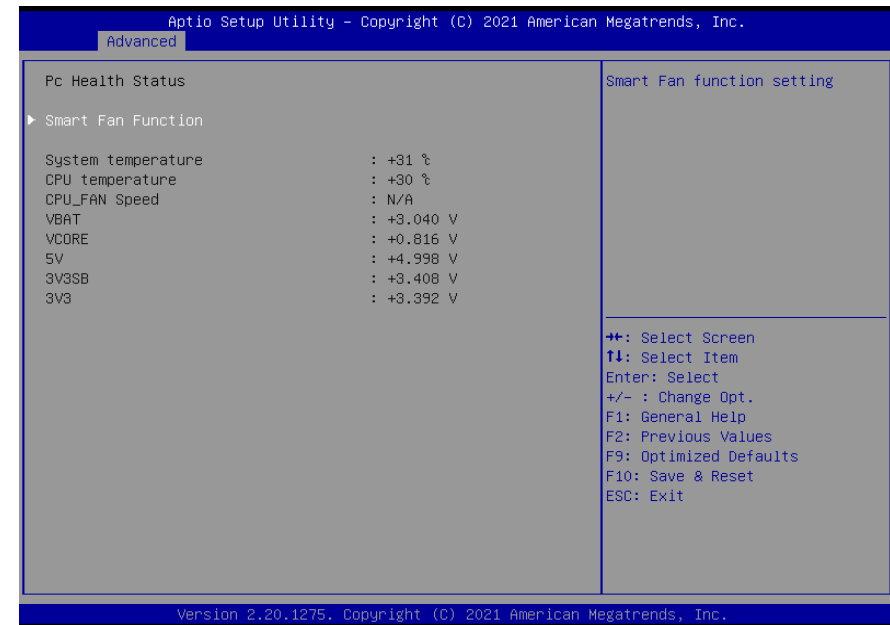 Aptio Setup Utility – Copyright (C) 2021 American Megatrends, Inc.
Advanced
Pc Health Status
Smart Fan Function
System temperature : +31 ℃
CPU temperature : +30 ℃
CPU_FAN Speed : N/A
VBAT : +3.040 V
VCORE : +0.816 V
5V : +4.998 V
3V3SB : +3.408 V
3V3 : +3.392 V
Smart Fan function setting
→←: Select Screen
↑↓: Select Item
Enter: Select
+/- : Change Opt.
F1: General Help
F2: Previous Values
F9: Optimized Defaults
F10: Save & Reset
ESC: Exit
Version 2.20.1275. Copyright (C) 2021 American Megatrends, Inc.